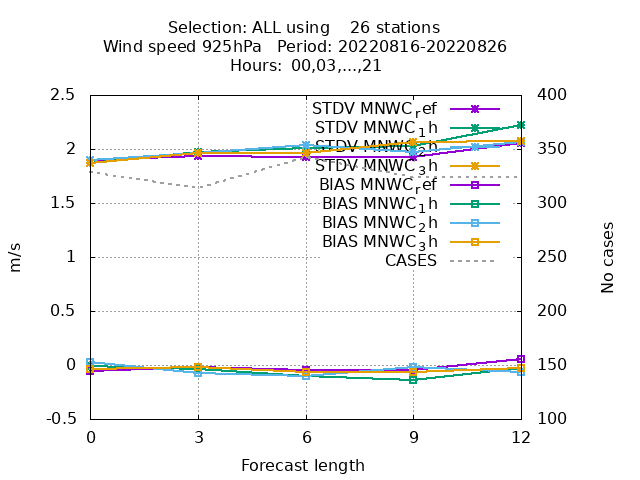 Selection: ALL using 26 stations
Wind speed 925hPa Period: 20220816-20220826
Hours: 00,03,...,21
2.5
2
1.5
1
0.5
0
-0.5
400
350
300
250
200
150
100
0 3 6 9 12
m/s
No cases
Forecast length
STDV MNWC_ref
STDV MNWC_1h
STDV MNWC_2h
STDV MNWC_3h
BIAS MNWC_ref
BIAS MNWC_1h
BIAS MNWC_2h
BIAS MNWC_3h
CASES